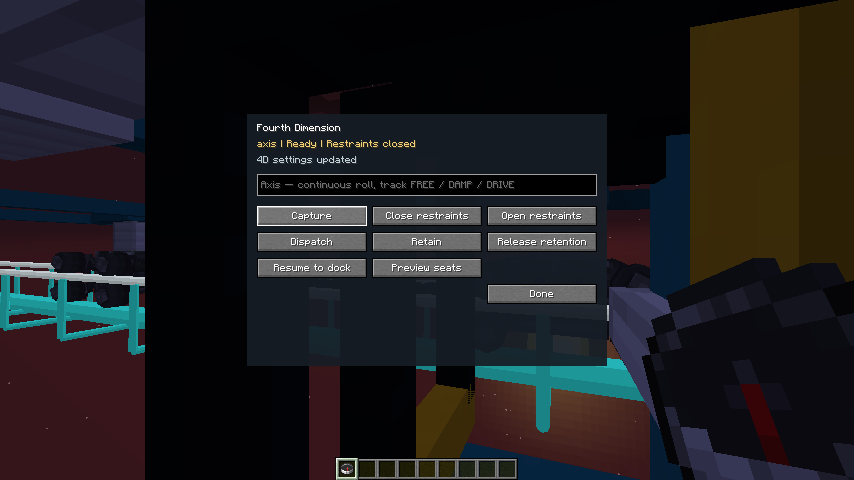 Fourth Dimension
axis | Ready | Restraints closed
4D settings updated
Axis — continuous roll, track FREE / DAMP / DRIVE
Capture Close restraints Open restraints
Dispatch Retain Release retention
Resume to dock Preview seats
Done